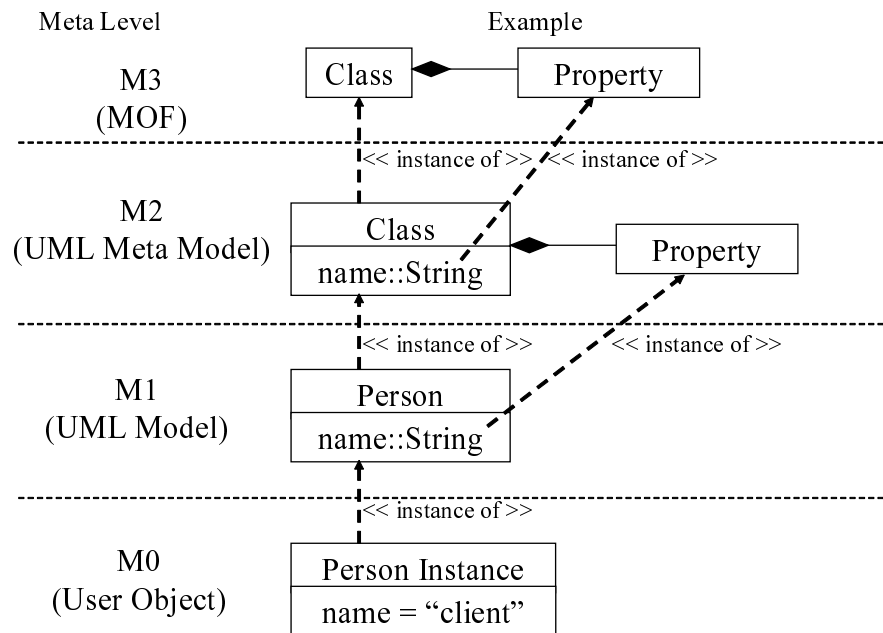 Meta Level
Example
M3
(MOF)
Class
Property
<< instance of >>
<< instance of >>
M2
(UML Meta Model)
Class
name::String
Property
<< instance of >>
<< instance of >>
M1
(UML Model)
Person
name::String
<< instance of >>
M0
(User Object)
Person Instance
name = “client”